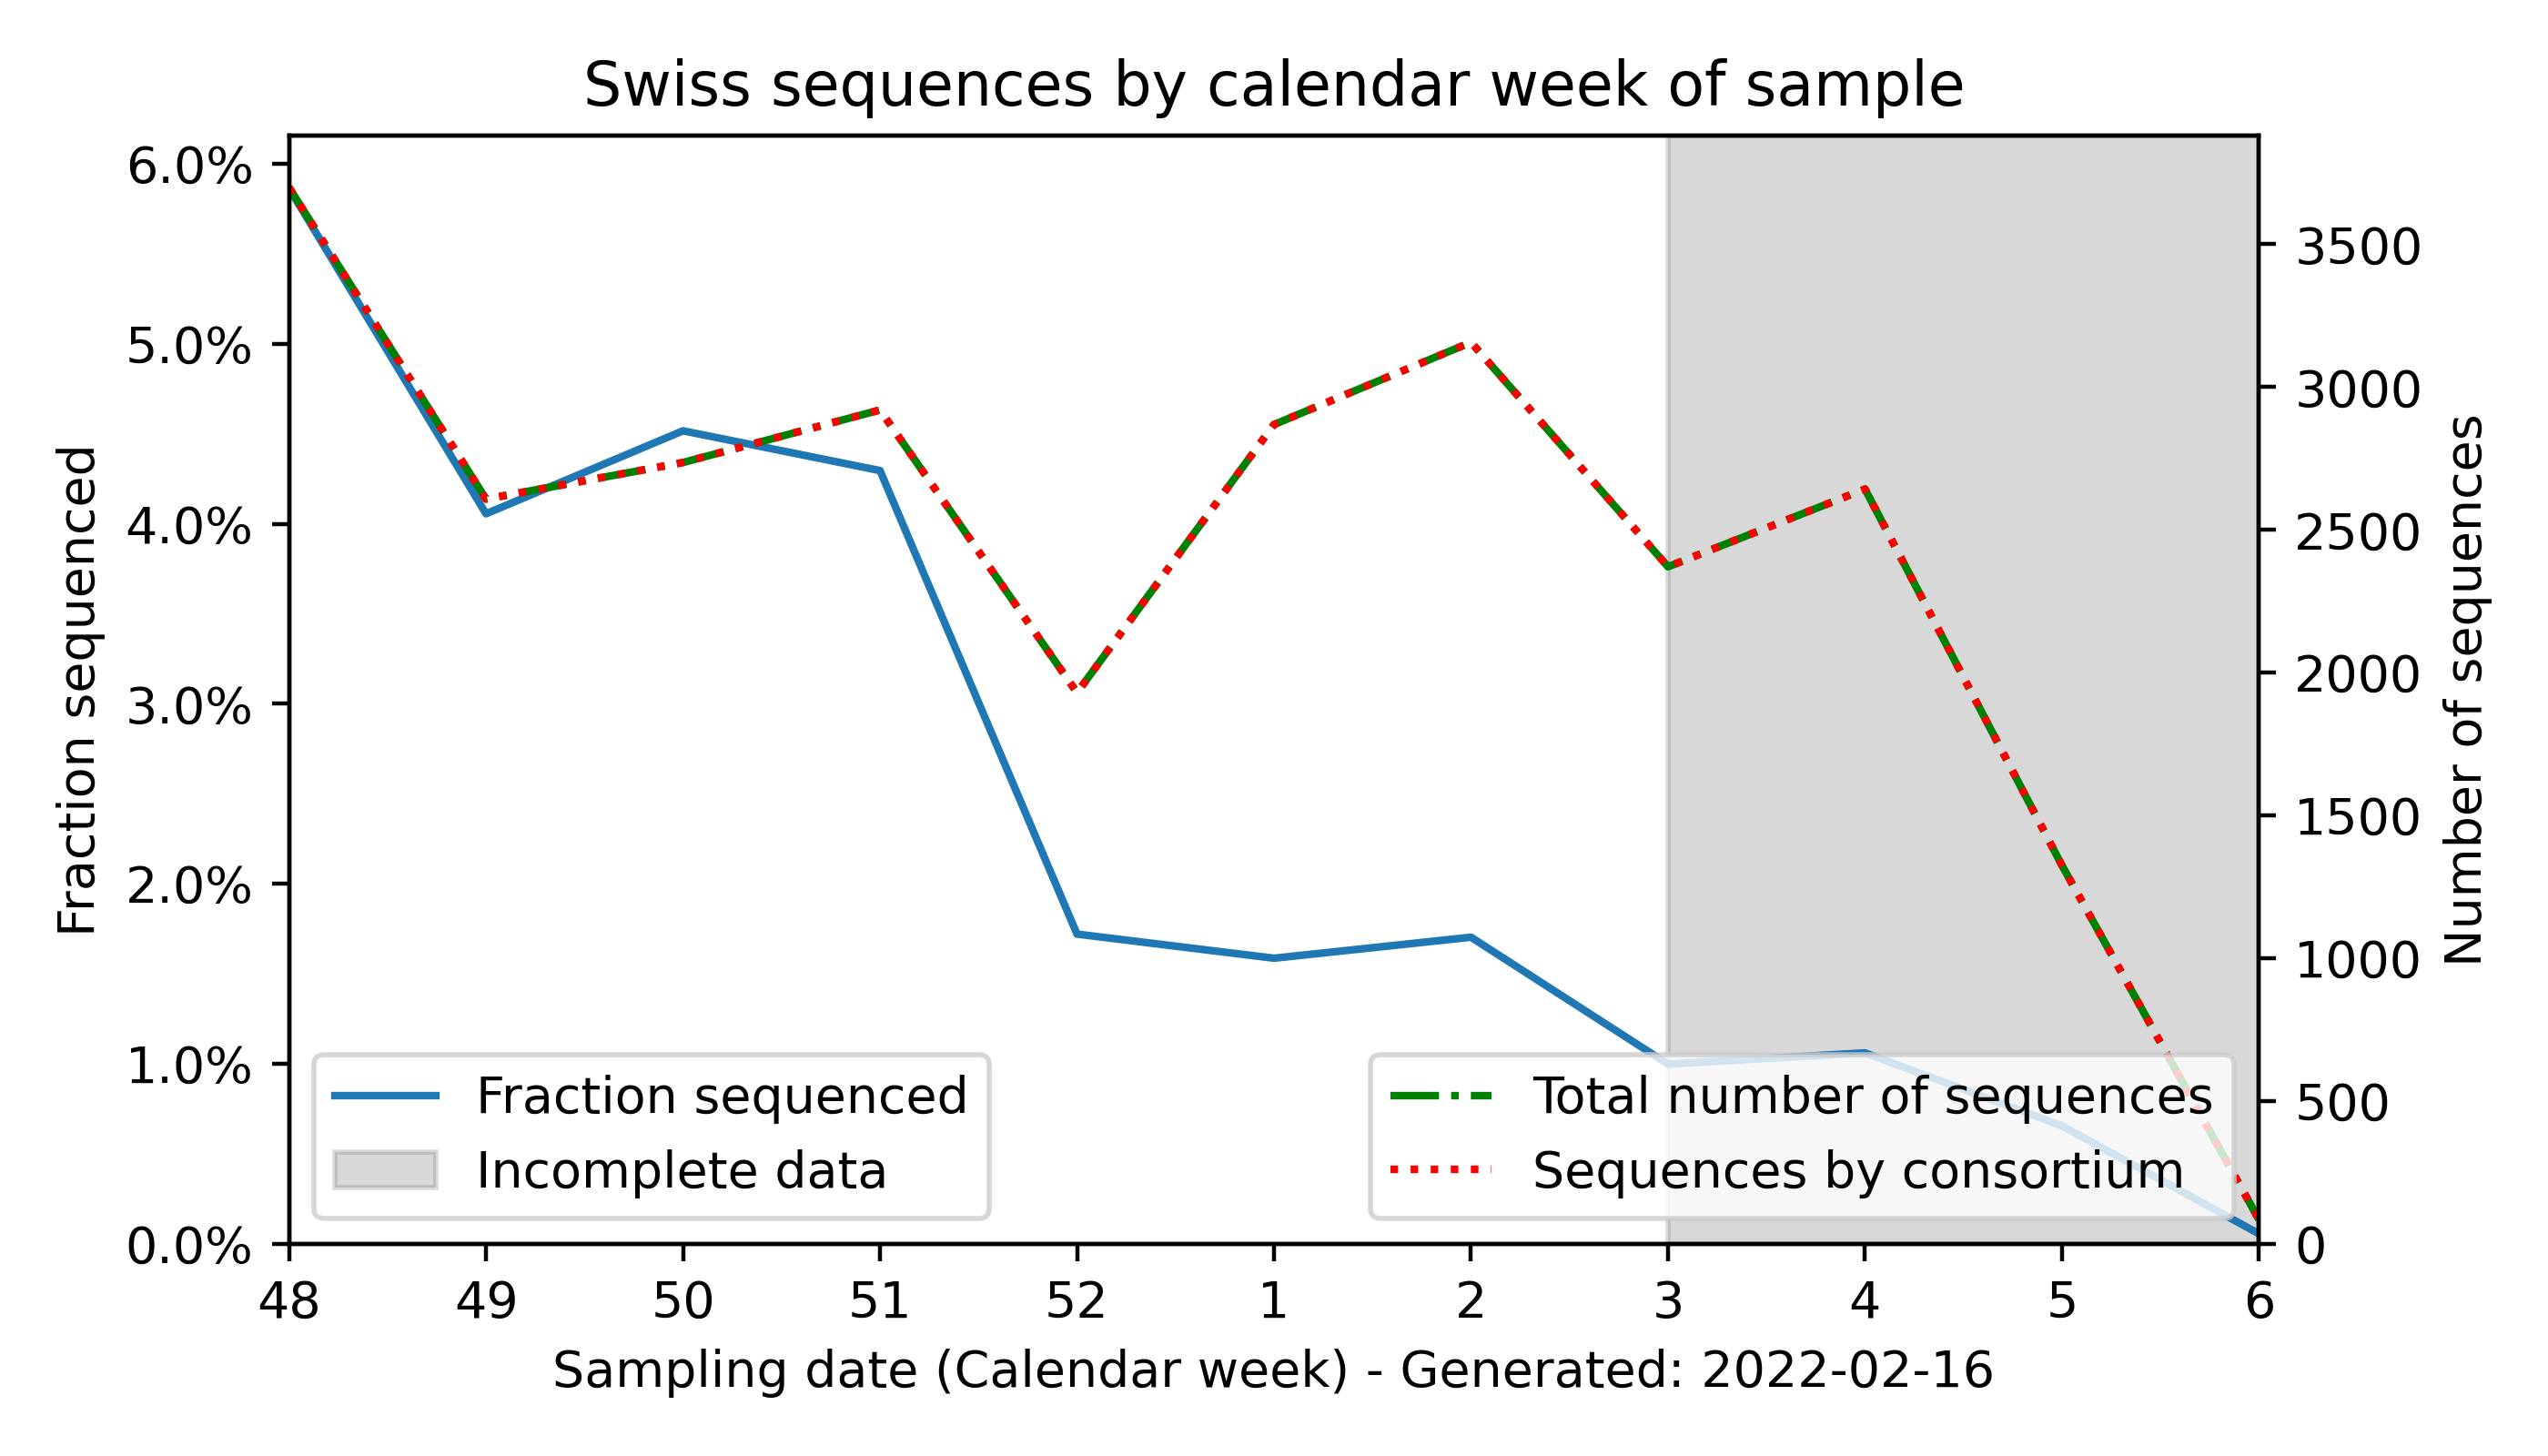 Swiss sequences by calendar week of sample
6.0%
5.0%
4.0%
3.0%
2.0%
1.0%
0.0%
Fraction sequenced
3500
3000
2500
2000
1500
1000
500
0
Number of sequences
Fraction sequenced
Incomplete data
Total number of sequences
Sequences by consortium
48 49 50 51 52 1 2 3 4 5 6
Sampling date (Calendar week) - Generated: 2022-02-16